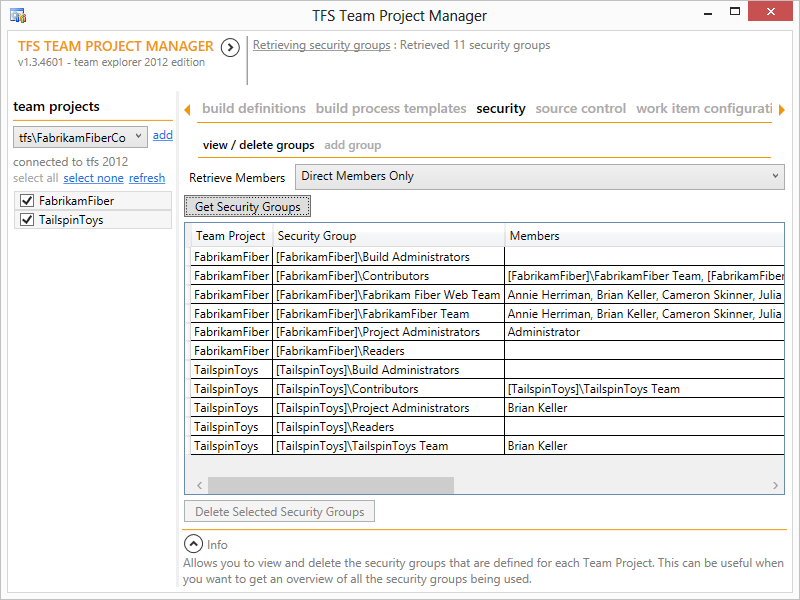 TFS Team Project Manager
TFS TEAM PROJECT MANAGER
v1.3.4601 - team explorer 2012 edition
Retrieving security groups : Retrieved 11 security groups
team projects
tfs\FabrikamFiberCo add
connected to tfs 2012
select all select none refresh
FabrikamFiber
TailspinToys
build definitions build process templates security source control work item configurati
view / delete groups add group
Retrieve Members Direct Members Only
Get Security Groups
Team Project Security Group Members
FabrikamFiber [FabrikamFiber]\Build Administrators
FabrikamFiber [FabrikamFiber]\Contributors [FabrikamFiber]\FabrikamFiber Team, [FabrikamFiber
FabrikamFiber [FabrikamFiber]\Fabrikam Fiber Web Team Annie Herriman, Brian Keller, Cameron Skinner, Julia
FabrikamFiber [FabrikamFiber]\FabrikamFiber Team Annie Herriman, Brian Keller, Cameron Skinner, Julia
FabrikamFiber [FabrikamFiber]\Project Administrators Administrator
FabrikamFiber [FabrikamFiber]\Readers
TailspinToys [TailspinToys]\Build Administrators
TailspinToys [TailspinToys]\Contributors [TailspinToys]\TailspinToys Team
TailspinToys [TailspinToys]\Project Administrators Brian Keller
TailspinToys [TailspinToys]\Readers
TailspinToys [TailspinToys]\TailspinToys Team Brian Keller
Delete Selected Security Groups
Info
Allows you to view and delete the security groups that are defined for each Team Project. This can be useful when
you want to get an overview of all the security groups being used.